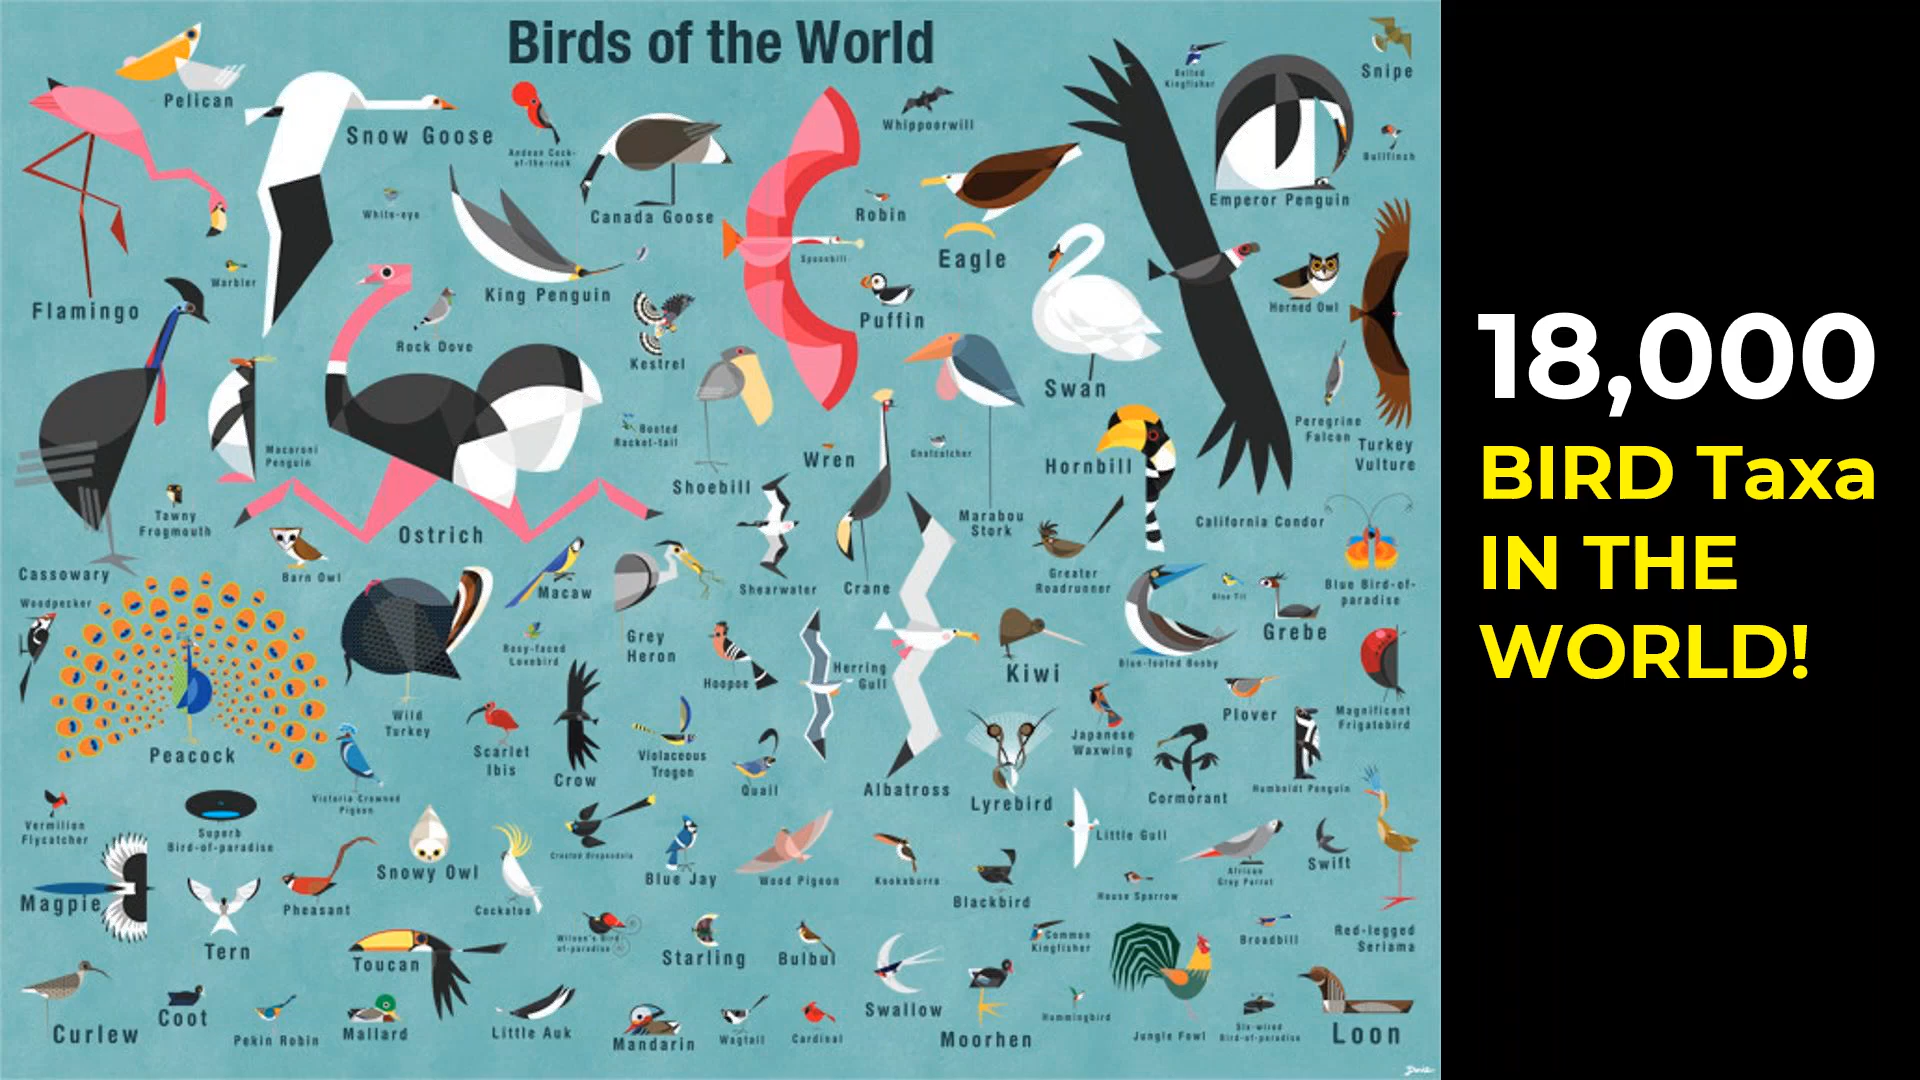 Birds of the World
Pelican
Snow Goose
Andean Cock-
of-the-rock
Whippoorwill
Belted
Kingfisher
Snipe
Bullfinch
White-eye
Canada Goose
Robin
Emperor Penguin
Flamingo
Warbler
King Penguin
Spoonbill
Eagle
Puffin
Horned Owl
Rock Dove
Kestrel
Swan
Macaroni
Penguin
Booted
Racket-tail
Wren
Gnatcatcher
Hornbill
Peregrine
Falcon
Turkey
Vulture
Shoebill
Tawny
Frogmouth
Ostrich
Marabou
Stork
California Condor
Cassowary
Barn Owl
Macaw
Shearwater
Crane
Greater
Roadrunner
Blue Tit
Blue Bird-of-
paradise
Woodpecker
Grey
Heron
Grebe
Rosy-faced
Lovebird
Hoopoe
Herring
Gull
Kiwi
Blue-footed Booby
Wild
Turkey
Plover
Magnificent
Frigatebird
Peacock
Scarlet
Ibis
Crow
Violaceous
Trogon
Quail
Albatross
Lyrebird
Japanese
Waxwing
Cormorant
Humboldt Penguin
Victoria Crowned
Pigeon
Vermilion
Flycatcher
Superb
Bird-of-paradise
Snowy Owl
Crested Oropendola
Blue Jay
Wood Pigeon
Kookaburra
Little Gull
African
Grey Parrot
Swift
Magpie
Pheasant
Cockatoo
Blackbird
House Sparrow
Tern
Toucan
Wilson's Bird-
of-paradise
Starling
Bulbul
Common
Kingfisher
Broadbill
Red-legged
Seriama
Curlew
Coot
Pekin Robin
Mallard
Little Auk
Mandarin
Wagtail
Cardinal
Swallow
Moorhen
Hummingbird
Jungle Fowl
Six-wired
Bird-of-paradise
Loon
18,000
BIRD Taxa
IN THE
WORLD!